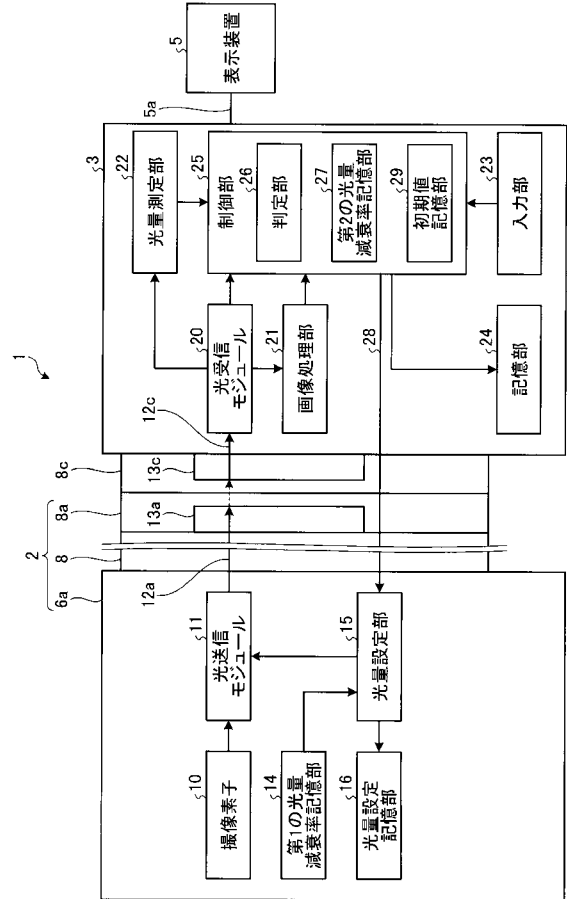 1
2
6a
8
8a
8c
3
10
撮像素子
11
光送信
モジュール
12a
13a
13c
12c
14
第1の光量
減衰率記憶部
15
光量設定部
16
光量設定
記憶部
20
光受信
モジュール
21
画像処理部
22
光量測定部
25
制御部
26
判定部
27
第2の光量
減衰率記憶部
29
初期値
記憶部
23
入力部
24
記憶部
28
5a
5
表示装置